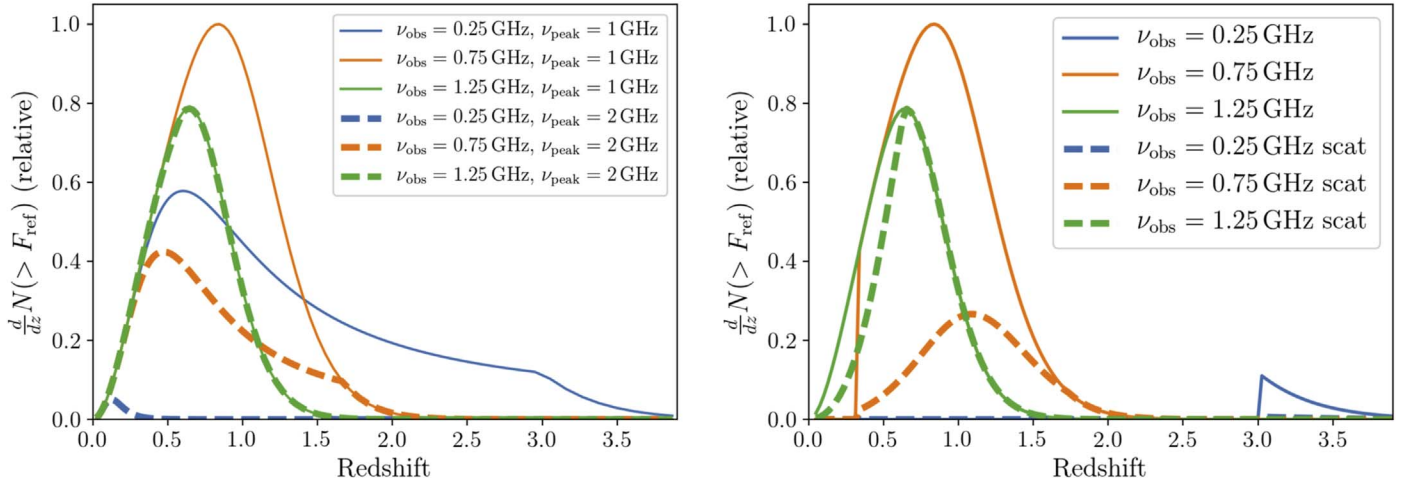 d/dz N(> F_ref) (relative)
1.0
0.8
0.6
0.4
0.2
0.0
ν_obs = 0.25 GHz, ν_peak = 1 GHz
ν_obs = 0.75 GHz, ν_peak = 1 GHz
ν_obs = 1.25 GHz, ν_peak = 1 GHz
ν_obs = 0.25 GHz, ν_peak = 2 GHz
ν_obs = 0.75 GHz, ν_peak = 2 GHz
ν_obs = 1.25 GHz, ν_peak = 2 GHz
0.0 0.5 1.0 1.5 2.0 2.5 3.0 3.5
Redshift
d/dz N(> F_ref) (relative)
1.0
0.8
0.6
0.4
0.2
0.0
ν_obs = 0.25 GHz
ν_obs = 0.75 GHz
ν_obs = 1.25 GHz
ν_obs = 0.25 GHz scat
ν_obs = 0.75 GHz scat
ν_obs = 1.25 GHz scat
0.0 0.5 1.0 1.5 2.0 2.5 3.0 3.5
Redshift